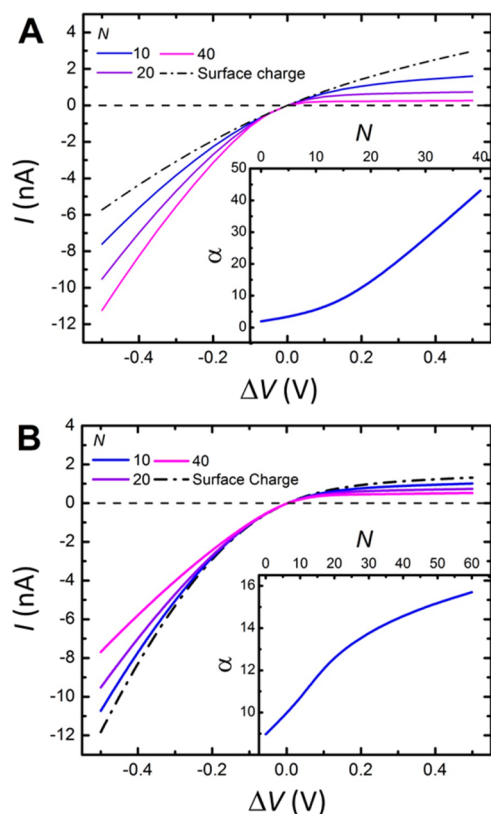 A
N
10 40
20 Surface charge
4
2
0
-2
-4
-6
-8
-10
-12
I (nA)
N
0 10 20 30 40
50
40
30
20
10
0
α
-0.4 -0.2 0.0 0.2 0.4
ΔV (V)
B
N
10 40
20 Surface Charge
4
2
0
-2
-4
-6
-8
-10
-12
I (nA)
N
0 10 20 30 40 50 60
16
14
12
10
α
-0.4 -0.2 0.0 0.2 0.4
ΔV (V)